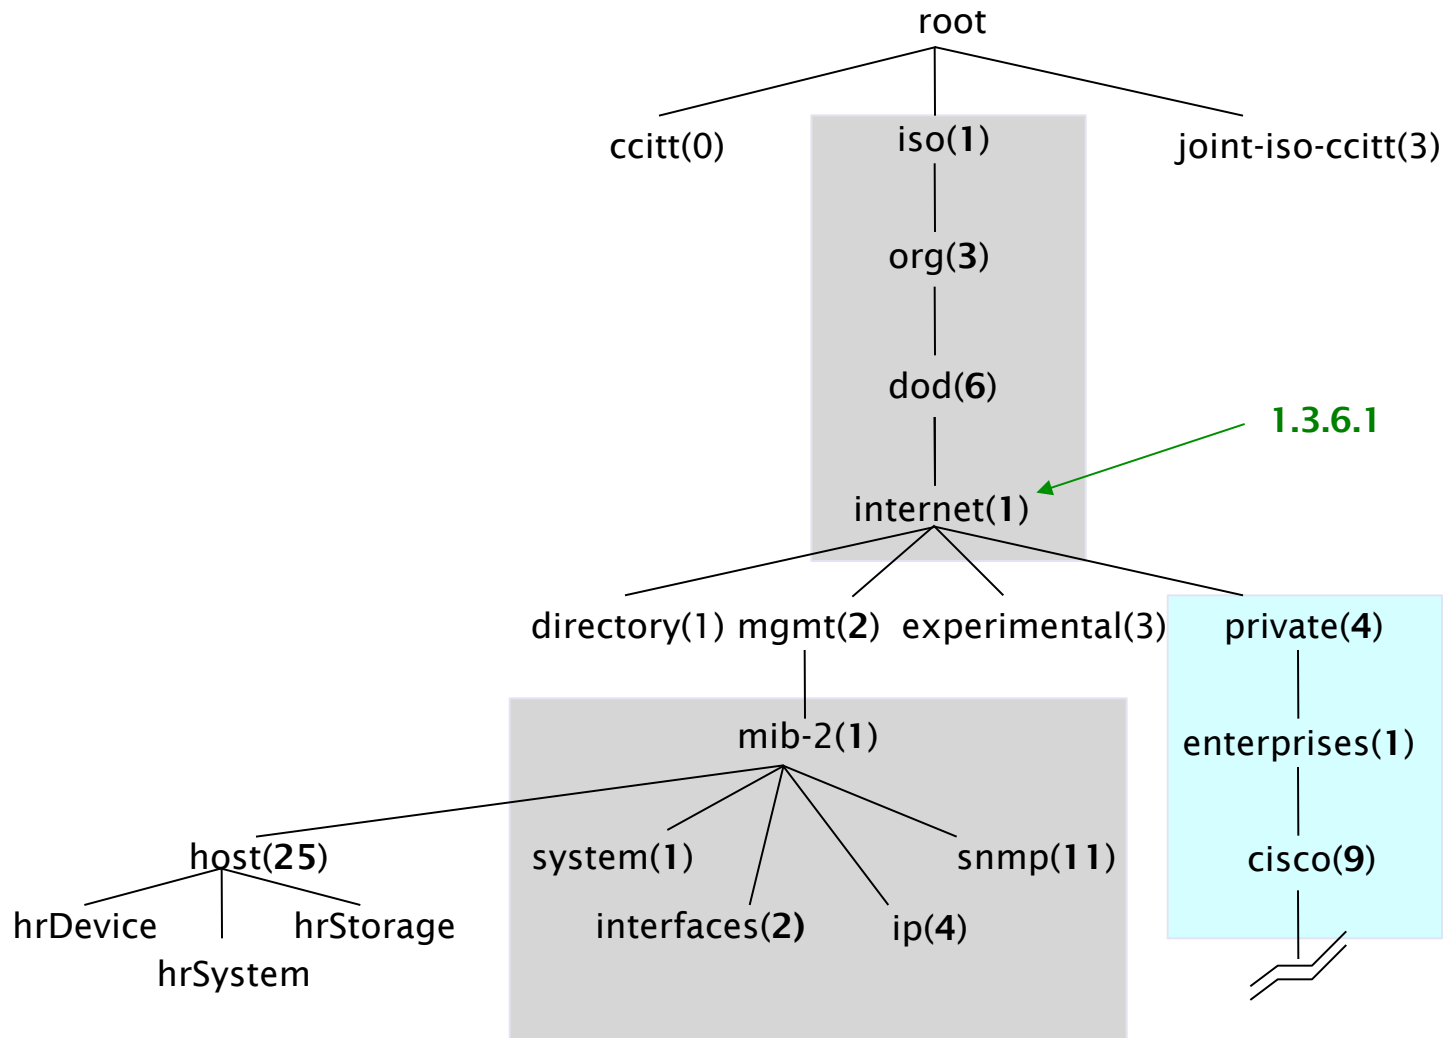 root
ccitt(0)
iso(1)
joint-iso-ccitt(3)
org(3)
dod(6)
1.3.6.1
internet(1)
directory(1)
mgmt(2)
experimental(3)
private(4)
mib-2(1)
enterprises(1)
host(25)
system(1)
snmp(11)
cisco(9)
hrDevice
hrStorage
interfaces(2)
ip(4)
hrSystem